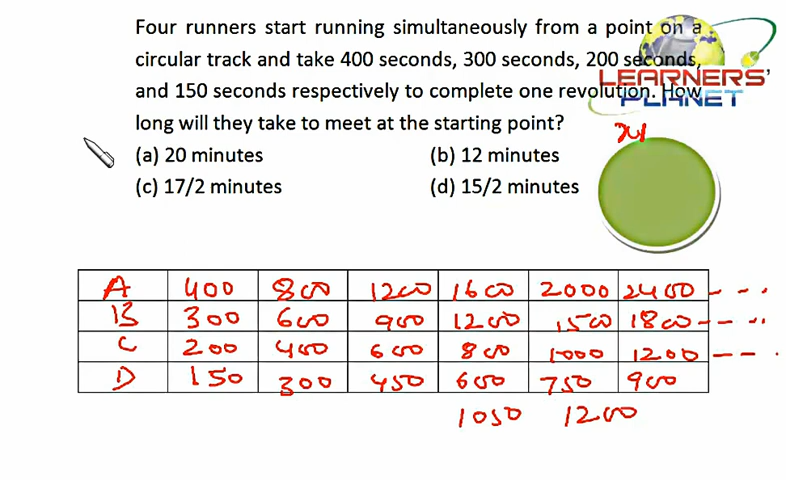 Four runners start running simultaneously from a point on a
circular track and take 400 seconds, 300 seconds, 200 seconds,
and 150 seconds respectively to complete one revolution. How
long will they take to meet at the starting point?
LEARNERS'
PLANET
(a) 20 minutes (b) 12 minutes
(c) 17/2 minutes (d) 15/2 minutes
A 400 800 1200 1600 2000 2400 --- .
B 300 600 900 1200 1500 1800 --- ..
C 200 400 600 800 1000 1200 --- .
D 150 300 450 600 750 900
1050 1200